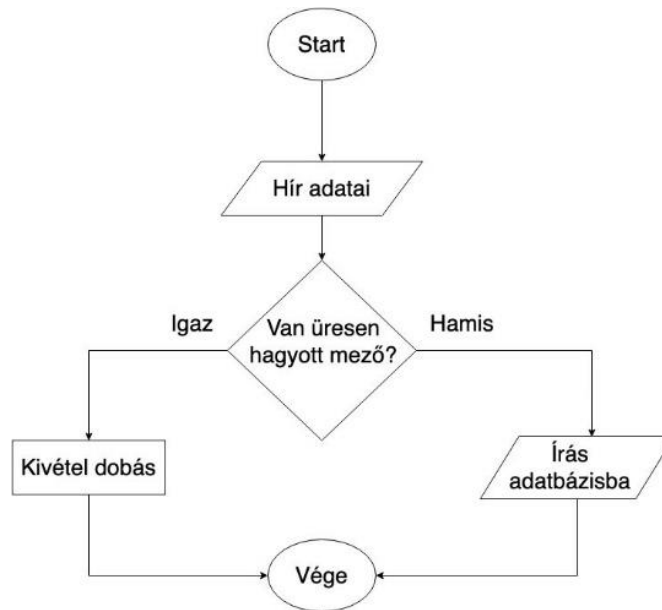 Start
Hír adatai
Igaz
Van üresen
hagyott mező?
Hamis
Kivétel dobás
Írás
adatbázisba
Vége